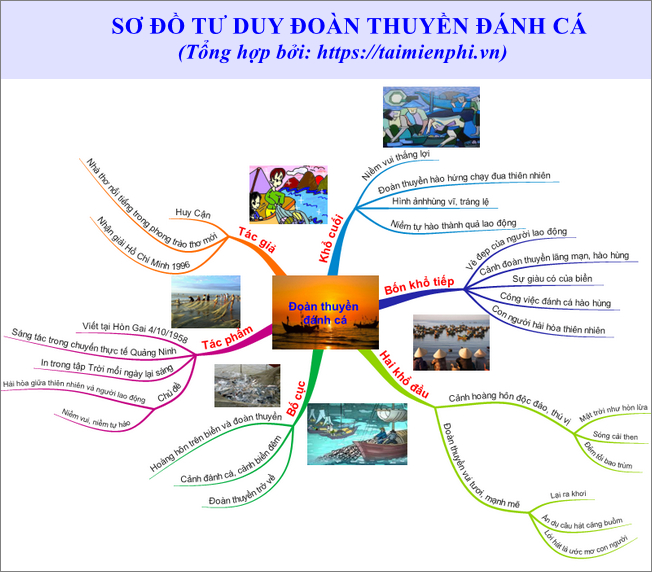 SƠ ĐỒ TƯ DUY ĐOÀN THUYỀN ĐÁNH CÁ
(Tổng hợp bởi: https://taimienphi.vn)
Đoàn thuyền
đánh cá
Tác giả
Huy Cận
Nhà thơ nổi tiếng trong phong trào thơ mới
Nhận giải Hồ Chí Minh 1996
Tác phẩm
Viết tại Hòn Gai 4/10/1958
Sáng tác trong chuyến thực tế Quảng Ninh
In trong tập Trời mỗi ngày lại sáng
Chủ đề
Hài hòa giữa thiên nhiên và người lao động
Niềm vui, niềm tự hào
Bố cục
Hoàng hôn trên biển và đoàn thuyền
Cảnh đánh cá, cảnh biển đêm
Đoàn thuyền trở về
Khổ cuối
Niềm vui thắng lợi
Đoàn thuyền hào hứng chạy đua thiên nhiên
Hình ảnhhùng vĩ, tráng lệ
Niềm tự hào thành quả lao động
Bốn khổ tiếp
Vẻ đẹp của người lao động
Cảnh đoàn thuyền lãng mạn, hào hùng
Sự giàu có của biển
Công việc đánh cá hào hùng
Con người hài hòa thiên nhiên
Hai khổ đầu
Cảnh hoàng hôn độc đáo, thú vị
Mặt trời như hòn lửa
Sóng cài then
Đêm tối bao trùm
Đoàn thuyền vui tươi, mạnh mẽ
Lại ra khơi
Ẩn dụ câu hát căng buồm
Lời hát là ước mơ con người